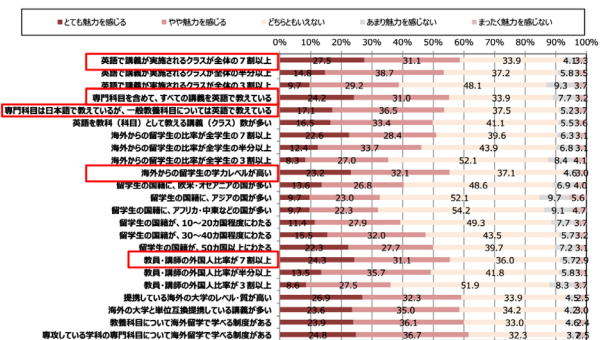 とても魅力を感じる やや魅力を感じる どちらともいえない あまり魅力を感じない まったく魅力を感じない
0% 10% 20% 30% 40% 50% 60% 70% 80% 90% 100%
英語で講義が実施されるクラスが全体の７割以上 27.5 31.1 33.9 4.1 3.3
英語で講義が実施されるクラスが全体の半分以上 14.8 38.7 37.2 5.8 3.5
英語で講義が実施されるクラスが全体の３割以上 9.7 29.2 48.1 9.3 3.7
専門科目を含めて、すべての講義を英語で教えている 24.2 31.0 33.9 7.7 3.2
専門科目は日本語で教えているが、一般教養科目については英語で教えている 17.1 36.5 37.5 5.2 3.7
英語を教科（科目）として教える講義（クラス）数が多い 16.5 33.4 41.1 5.5 3.6
海外からの留学生の比率が全学生の７割以上 22.6 28.4 39.6 6.3 3.1
海外からの留学生の比率が全学生の半分以上 12.4 33.7 43.9 6.8 3.1
海外からの留学生の比率が全学生の３割以上 8.3 27.0 52.1 8.4 4.1
海外からの留学生の学力レベルが高い 23.2 32.1 37.1 4.6 3.0
留学生の国籍に、欧米・オセアニアの国が多い 13.6 26.8 48.6 6.9 4.0
留学生の国籍に、アジアの国が多い 9.7 23.0 52.1 9.7 5.6
留学生の国籍に、アフリカ・中東などの国が多い 9.7 22.3 54.2 9.1 4.7
留学生の国籍が、10～20カ国程度にわたる 11.4 27.9 49.3 7.7 3.7
留学生の国籍が、30～40カ国程度にわたる 15.5 32.0 43.5 5.7 3.2
留学生の国籍が、50カ国以上にわたる 22.3 27.7 39.7 7.2 3.1
教員・講師の外国人比率が７割以上 24.3 31.1 36.0 5.7 2.9
教員・講師の外国人比率が半分以上 13.5 35.7 41.8 5.8 3.1
教員・講師の外国人比率が３割以上 8.6 27.5 51.9 8.3 3.7
提携している海外の大学のレベル・質が高い 26.9 32.3 33.9 4.5 2.5
海外の大学と単位互換提携している講義が多い 23.6 35.0 34.2 4.2 3.0
教養科目について海外留学で学べる制度がある 23.9 36.1 33.0 4.6 2.4
専攻している学科の専門科目について海外留学で学べる制度がある 24.8 36.7 32.3 3.7 2.5